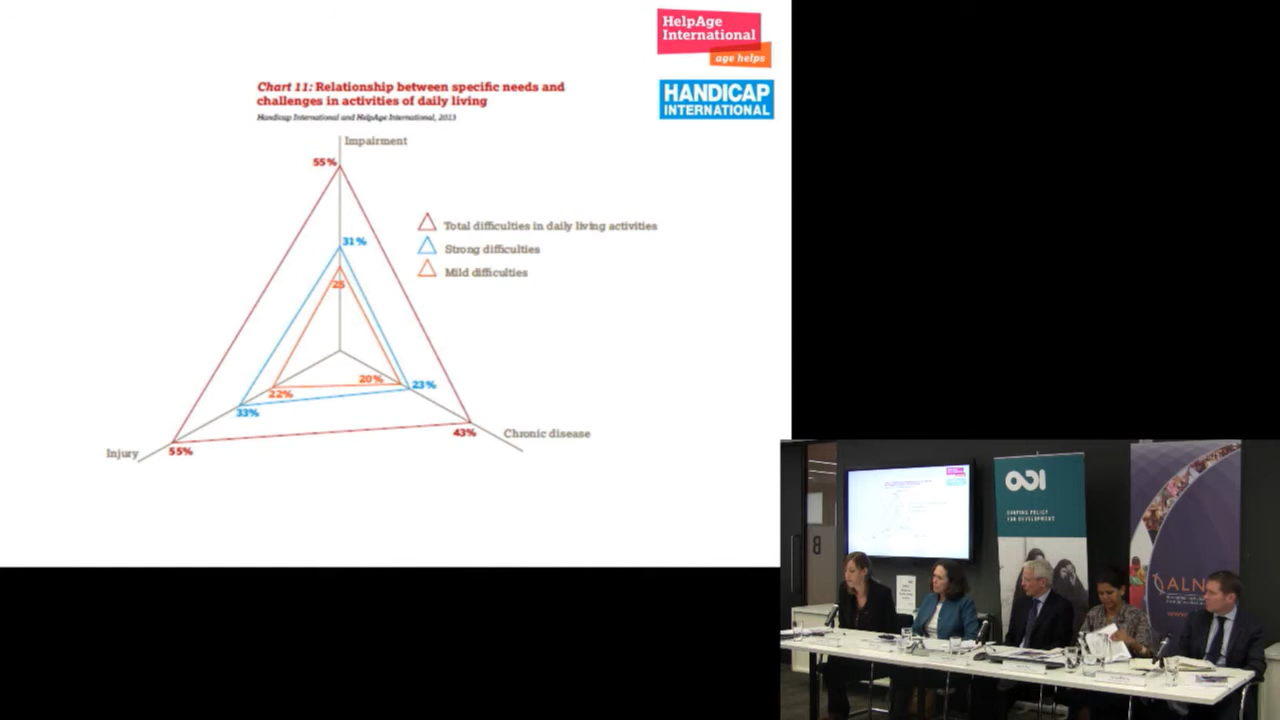 HelpAge
International
age helps
HANDICAP
INTERNATIONAL
Chart 11: Relationship between specific needs and
challenges in activities of daily living
Handicap International and HelpAge International, 2013
Impairment
55%
31%
25
Total difficulties in daily living activities
Strong difficulties
Mild difficulties
20%
23%
22%
33%
43%
Chronic disease
Injury
55%
ODI
SHAPING POLICY
FOR DEVELOPMENT
B
ALN
www